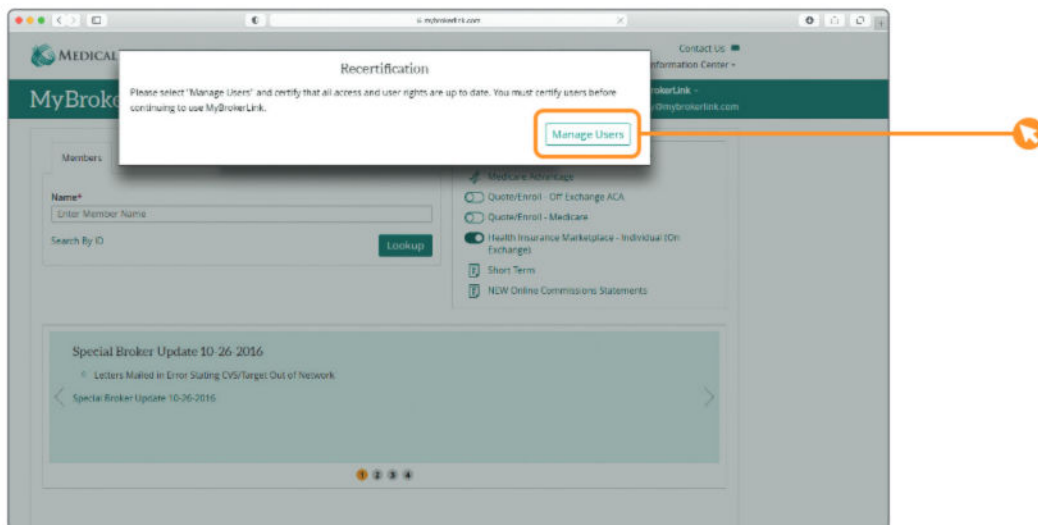 mybrokerlink.com
MEDICAL
Contact Us
Information Center
MyBroke
rokerLink
@mybrokerlink.com
Recertification
Please select "Manage Users" and certify that all access and user rights are up to date. You must certify users before
continuing to use MyBrokerLink.
Manage Users
Members
Name*
Enter Member Name
Search By ID
Lookup
Medicare Advantage
Quote/Enroll - Off Exchange ACA
Quote/Enroll - Medicare
Health Insurance Marketplace - Individual (On
Exchange)
Short Term
NEW Online Commissions Statements
Special Broker Update 10-26-2016
Letters Mailed in Error Stating CVS/Target Out of Network
Special Broker Update 10-26-2016
1 2 3 4